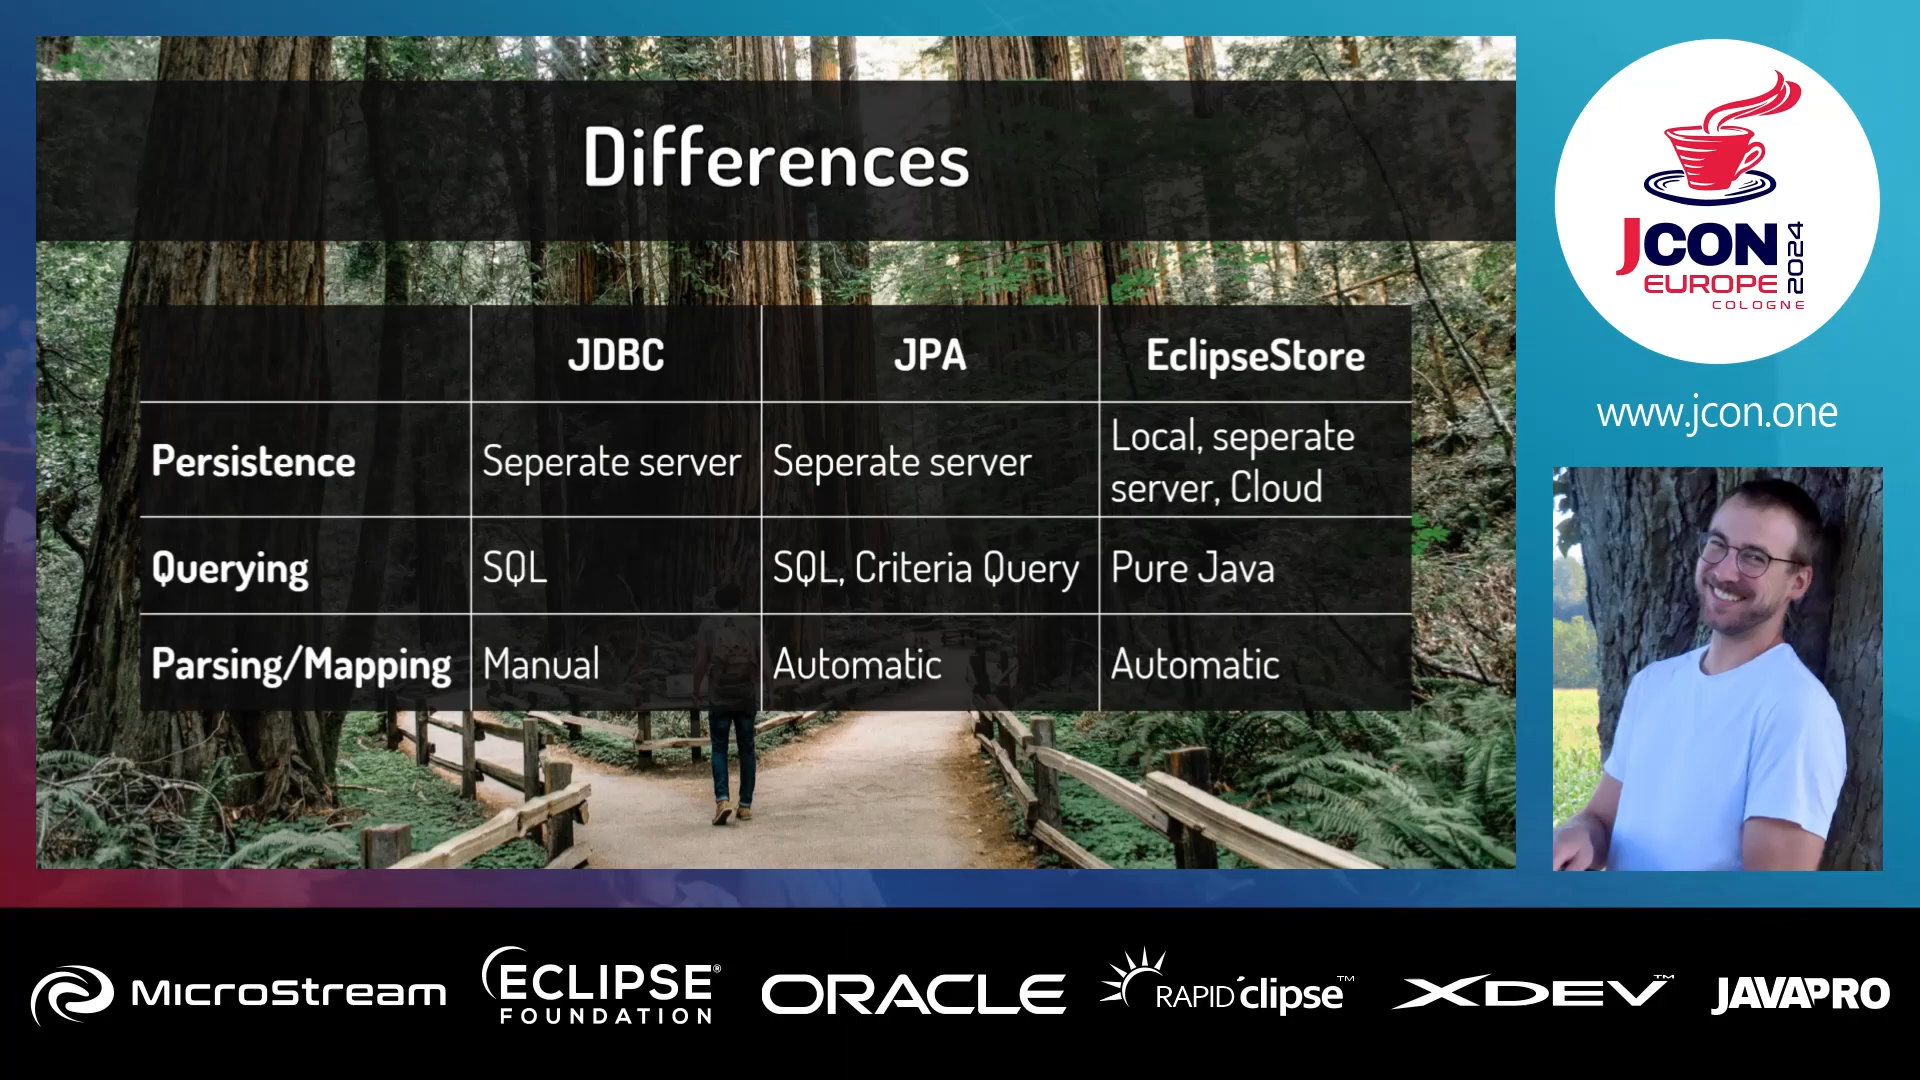 Differences
JDBC JPA EclipseStore
Persistence Seperate server Seperate server Local, seperate
server, Cloud
Querying SQL SQL, Criteria Query Pure Java
Parsing/Mapping Manual Automatic Automatic
JCON 2024
EUROPE
COLOGNE
www.jcon.one
MicroStream ECLIPSE® FOUNDATION ORACLE RAPID'clipse™ XDEV™ JAVAPRO